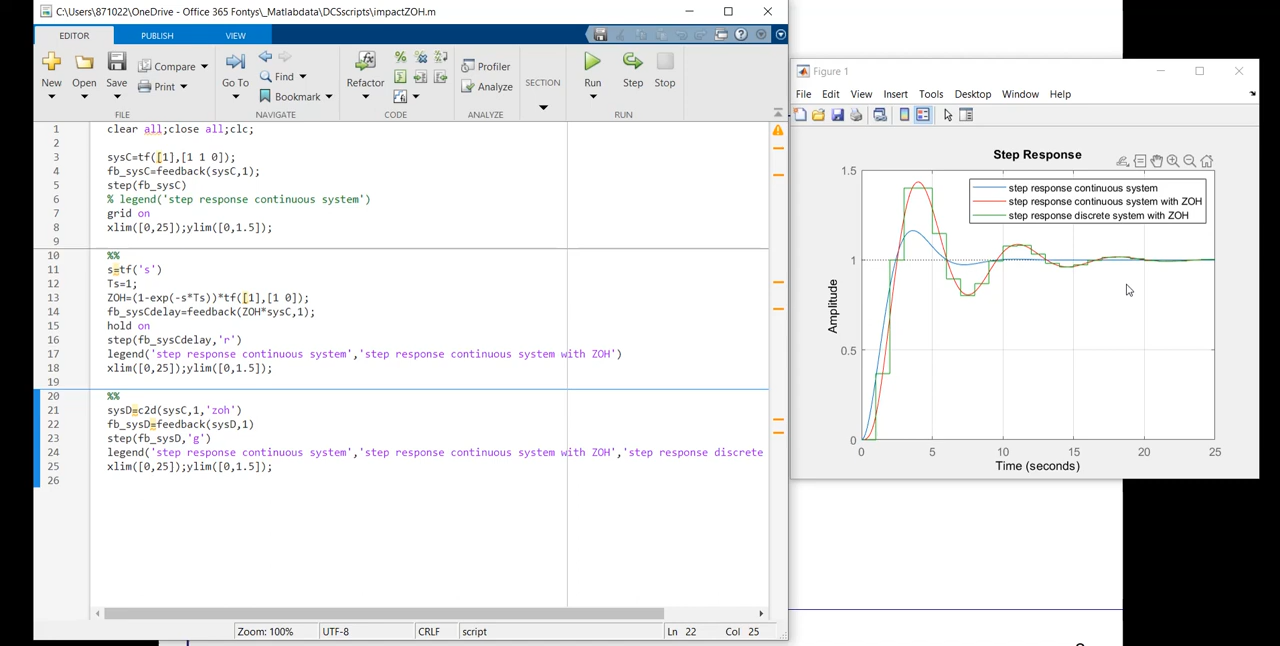 C:\Users\871022\OneDrive - Office 365 Fontys\_Matlabdata\DCSscripts\impactZOH.m
EDITOR PUBLISH VIEW
New Open Save Compare Print
Go To Find Bookmark
Refactor
Profiler Analyze
SECTION
Run Step Stop
FILE NAVIGATE CODE ANALYZE RUN
1 clear all;close all;clc;
2
3 sysC=tf([1],[1 1 0]);
4 fb_sysC=feedback(sysC,1);
5 step(fb_sysC)
6 % legend('step response continuous system')
7 grid on
8 xlim([0,25]);ylim([0,1.5]);
9
10 %%
11 s=tf('s')
12 Ts=1;
13 ZOH=(1-exp(-s*Ts))*tf([1],[1 0]);
14 fb_sysCdelay=feedback(ZOH*sysC,1);
15 hold on
16 step(fb_sysCdelay,'r')
17 legend('step response continuous system','step response continuous system with ZOH')
18 xlim([0,25]);ylim([0,1.5]);
19
20 %%
21 sysD=c2d(sysC,1,'zoh')
22 fb_sysD=feedback(sysD,1)
23 step(fb_sysD,'g')
24 legend('step response continuous system','step response continuous system with ZOH','step response discrete
25 xlim([0,25]);ylim([0,1.5]);
26
Zoom: 100% UTF-8 CRLF script Ln 22 Col 25
Figure 1
File Edit View Insert Tools Desktop Window Help
Step Response
step response continuous system
step response continuous system with ZOH
step response discrete system with ZOH
1.5
1
0.5
0
Amplitude
0 5 10 15 20 25
Time (seconds)